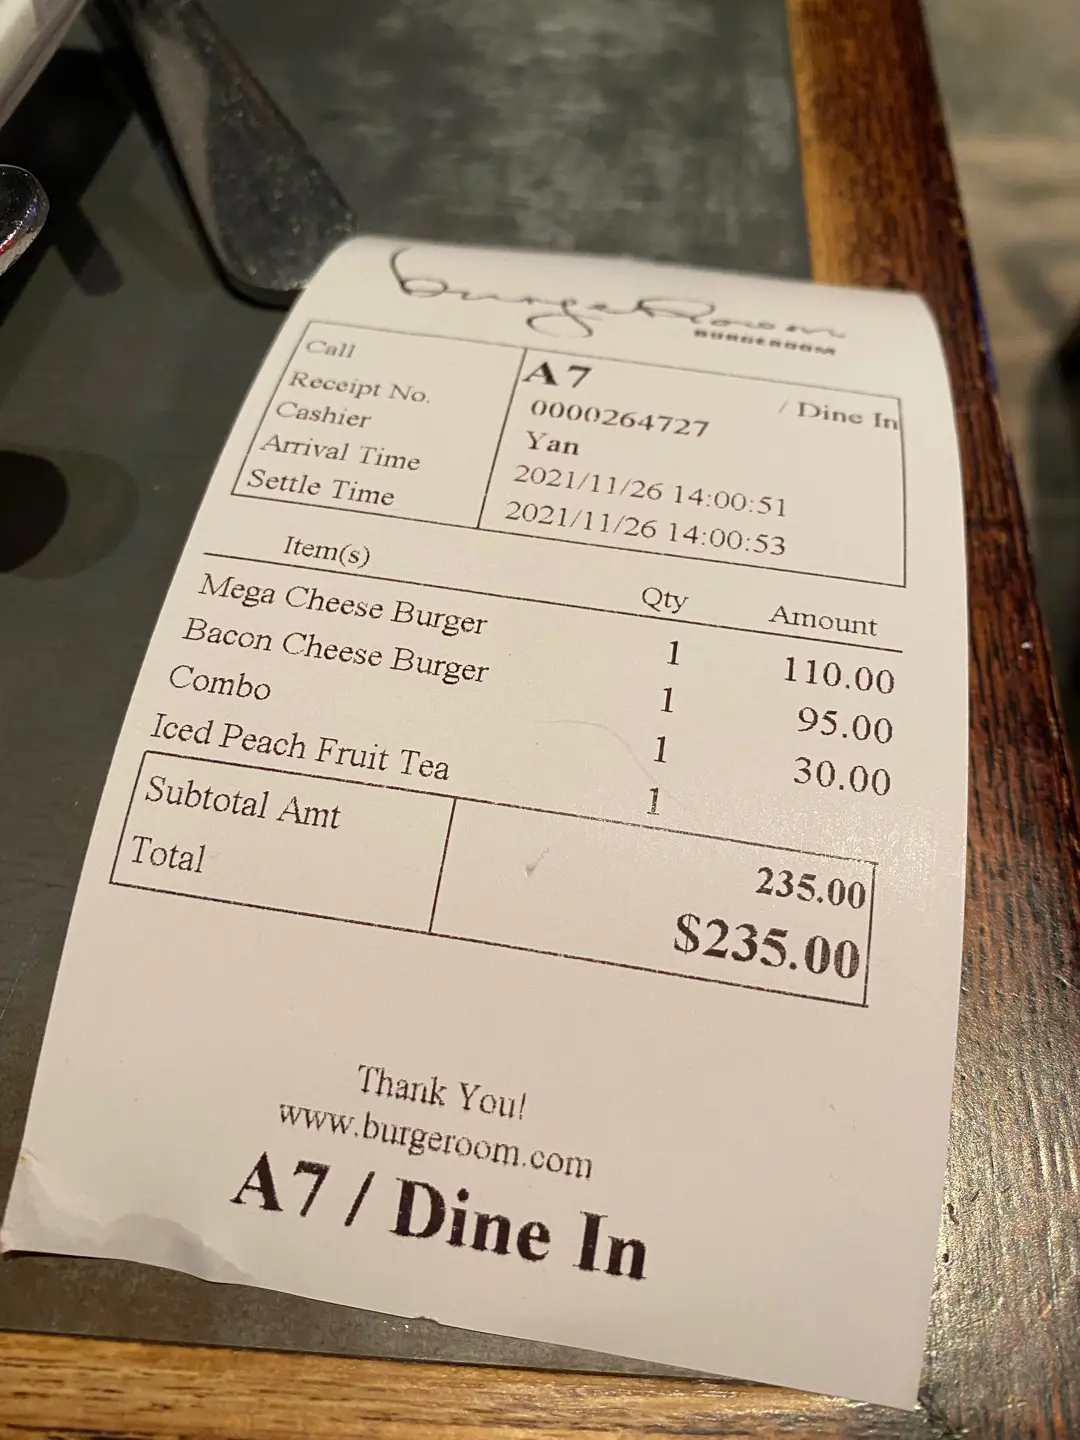 BurgeRoom
BURGEROOM
Call A7 / Dine In
Receipt No. 0000264727
Cashier Yan
Arrival Time 2021/11/26 14:00:51
Settle Time 2021/11/26 14:00:53
Item(s) Qty Amount
Mega Cheese Burger 1 110.00
Bacon Cheese Burger 1 95.00
Combo 1 30.00
Iced Peach Fruit Tea 1
Subtotal Amt 235.00
Total $235.00
Thank You!
www.burgeroom.com
A7 / Dine In